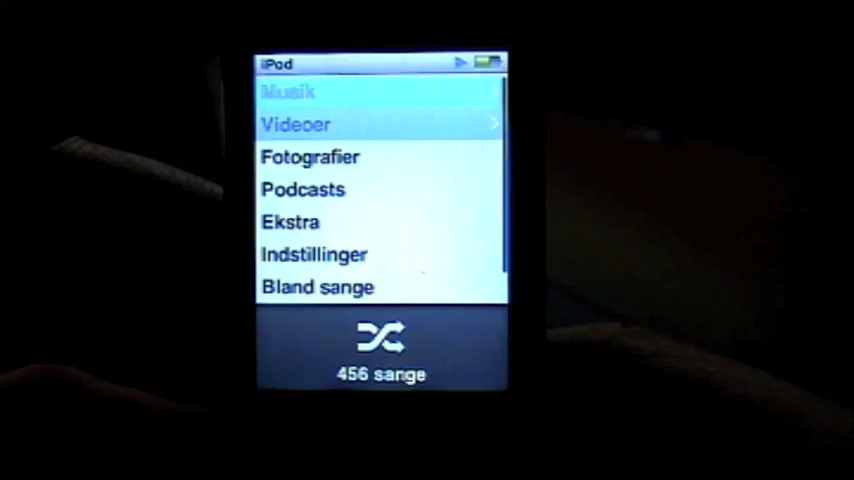 iPod
Musik
Videoer
Fotografier
Podcasts
Ekstra
Indstillinger
Bland sange
456 sange